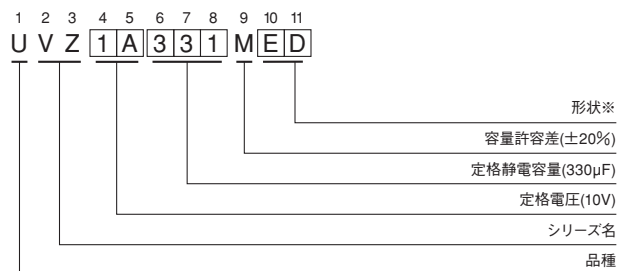 1 2 3 4 5 6 7 8 9 10 11
U V Z 1 A 3 3 1 M E D
形状※
容量許容差(±20%)
定格静電容量(330µF)
定格電圧(10V)
シリーズ名
品種